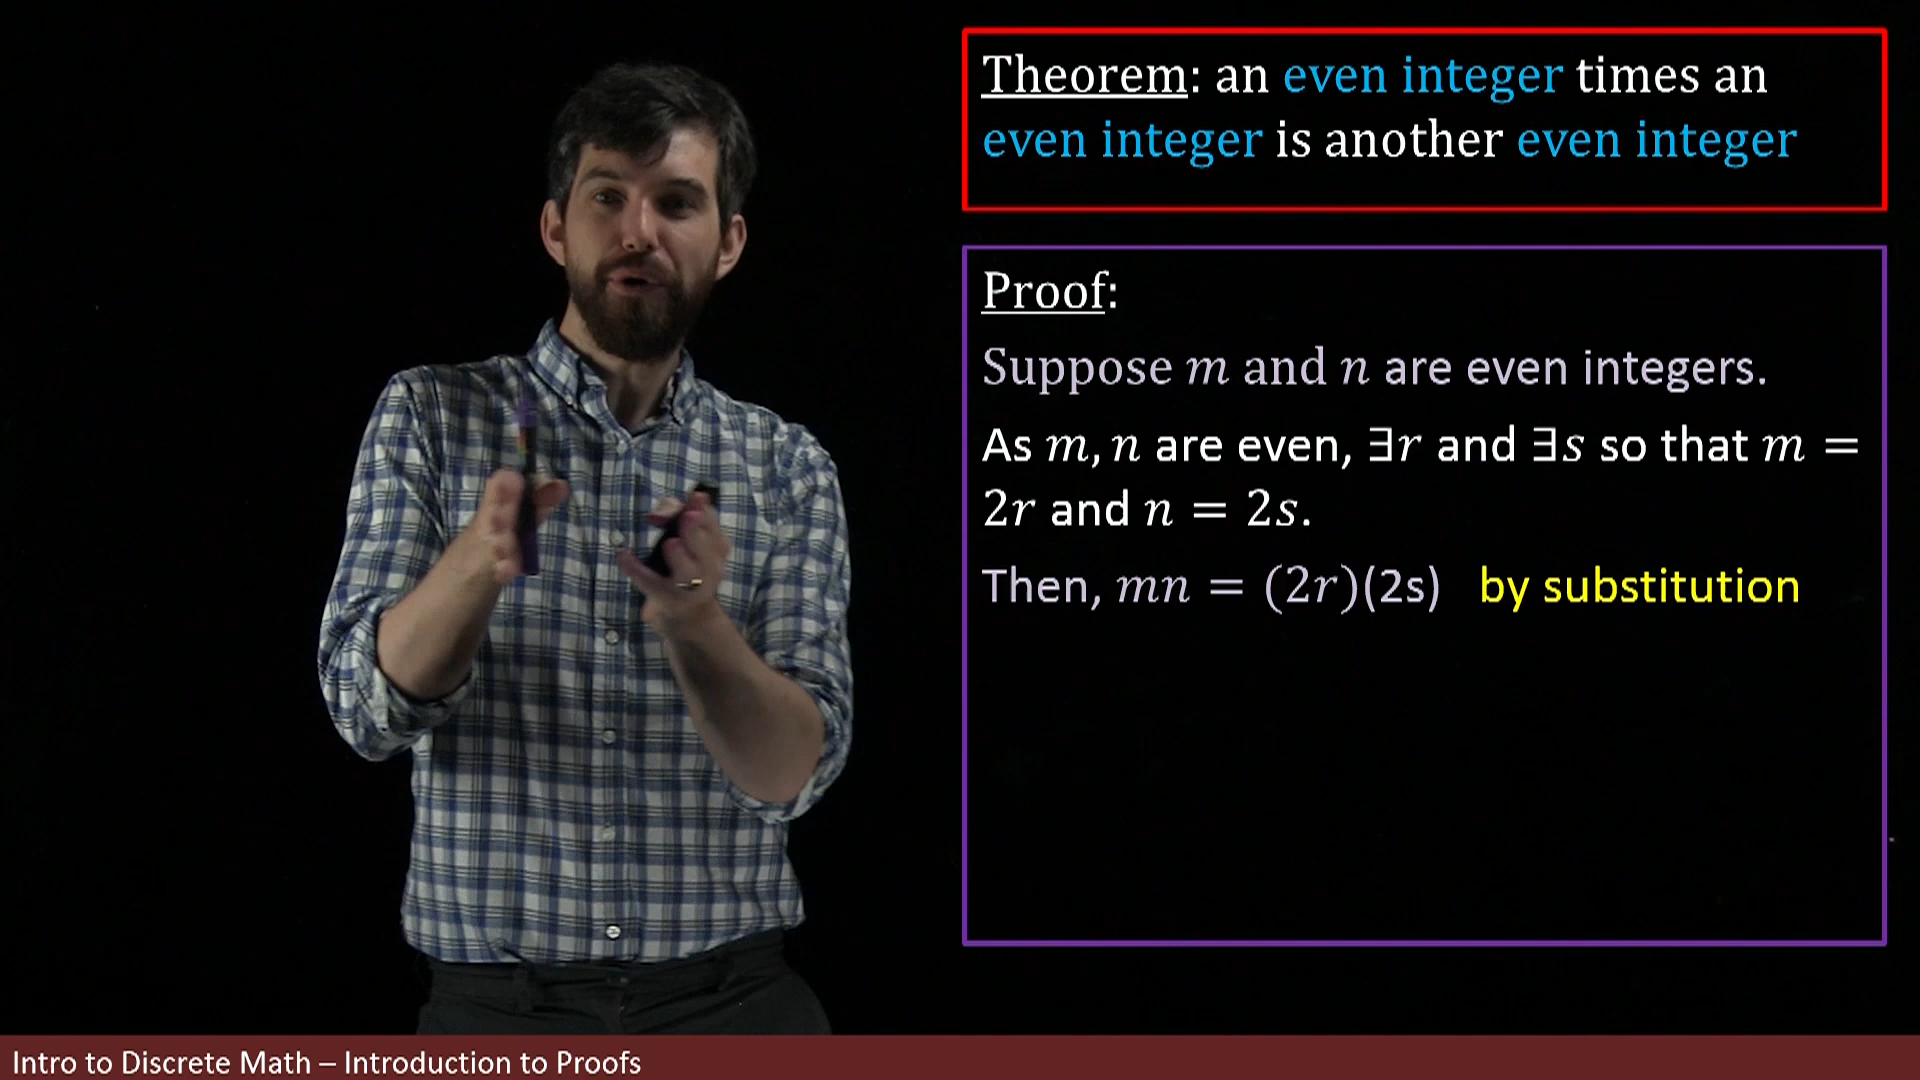 Theorem: an even integer times an
even integer is another even integer
Proof:
Suppose m and n are even integers.
As m, n are even, ∃r and ∃s so that m =
2r and n = 2s.
Then, mn = (2r)(2s) by substitution
Intro to Discrete Math – Introduction to Proofs